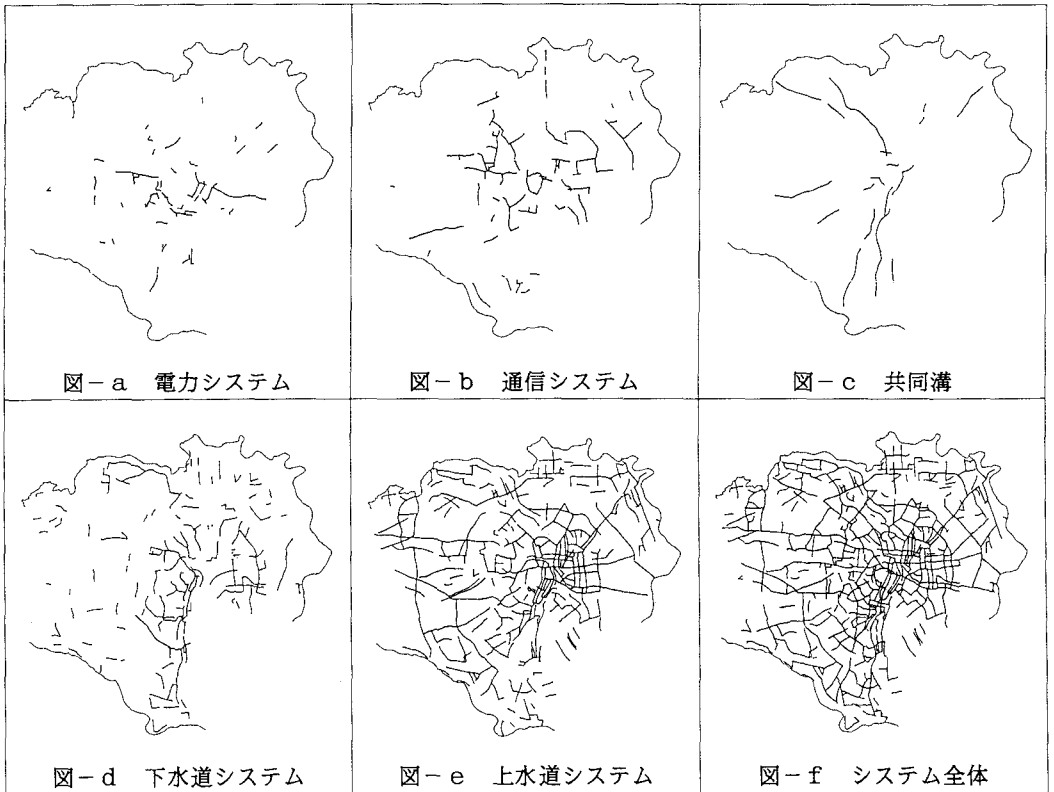 図-a 電力システム
図-b 通信システム
図-c 共同溝
図-d 下水道システム
図-e 上水道システム
図-f システム全体